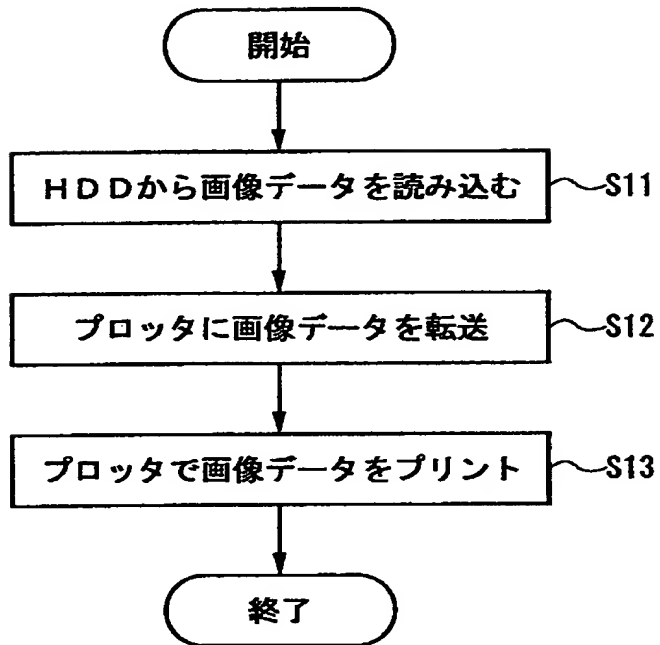 開始
HDDから画像データを読み込む S11
プロッタに画像データを転送 S12
プロッタで画像データをプリント S13
終了